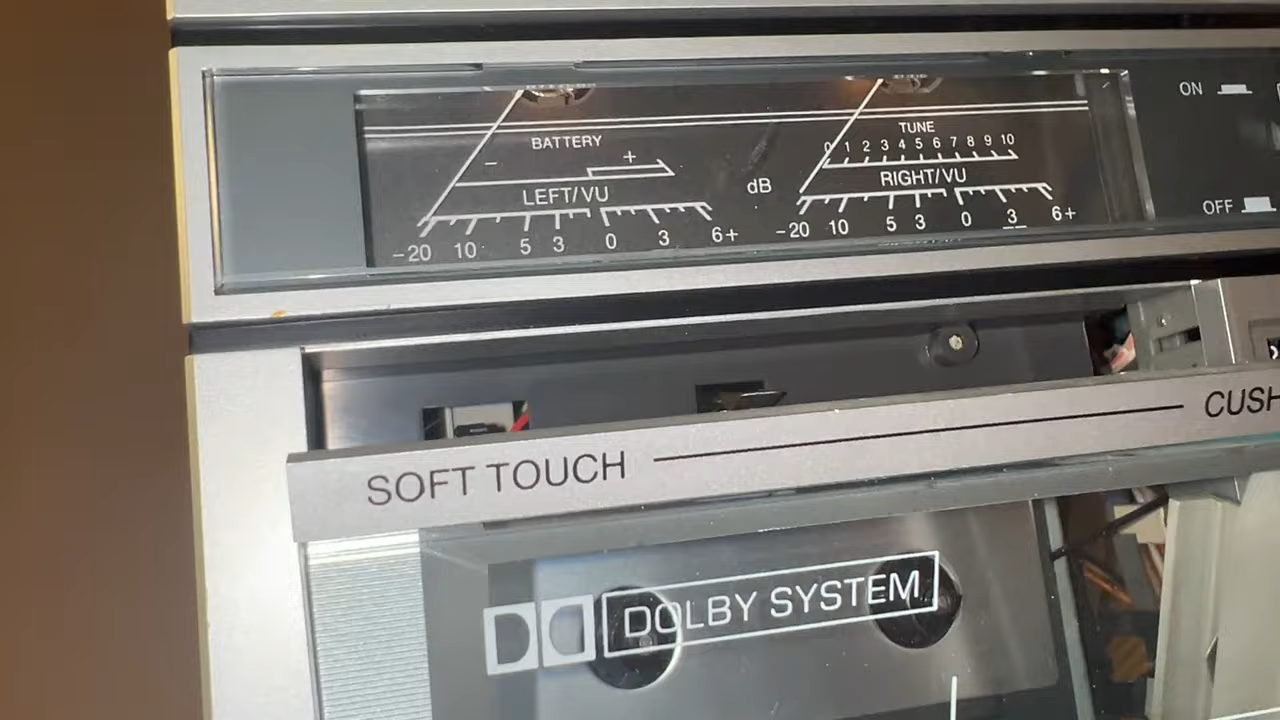 BATTERY
− +
LEFT/VU
−20 10 5 3 0 3 6+
dB
TUNE
0 1 2 3 4 5 6 7 8 9 10
RIGHT/VU
−20 10 5 3 0 3 6+
ON
OFF
SOFT TOUCH
CUSH
DOLBY SYSTEM